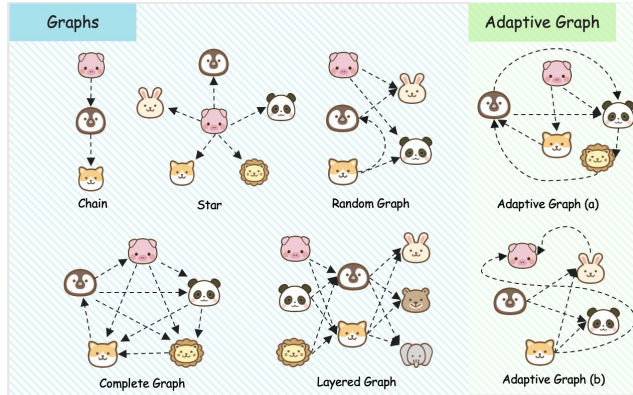 Graphs
Adaptive Graph
Chain
Star
Random Graph
Adaptive Graph (a)
Complete Graph
Layered Graph
Adaptive Graph (b)